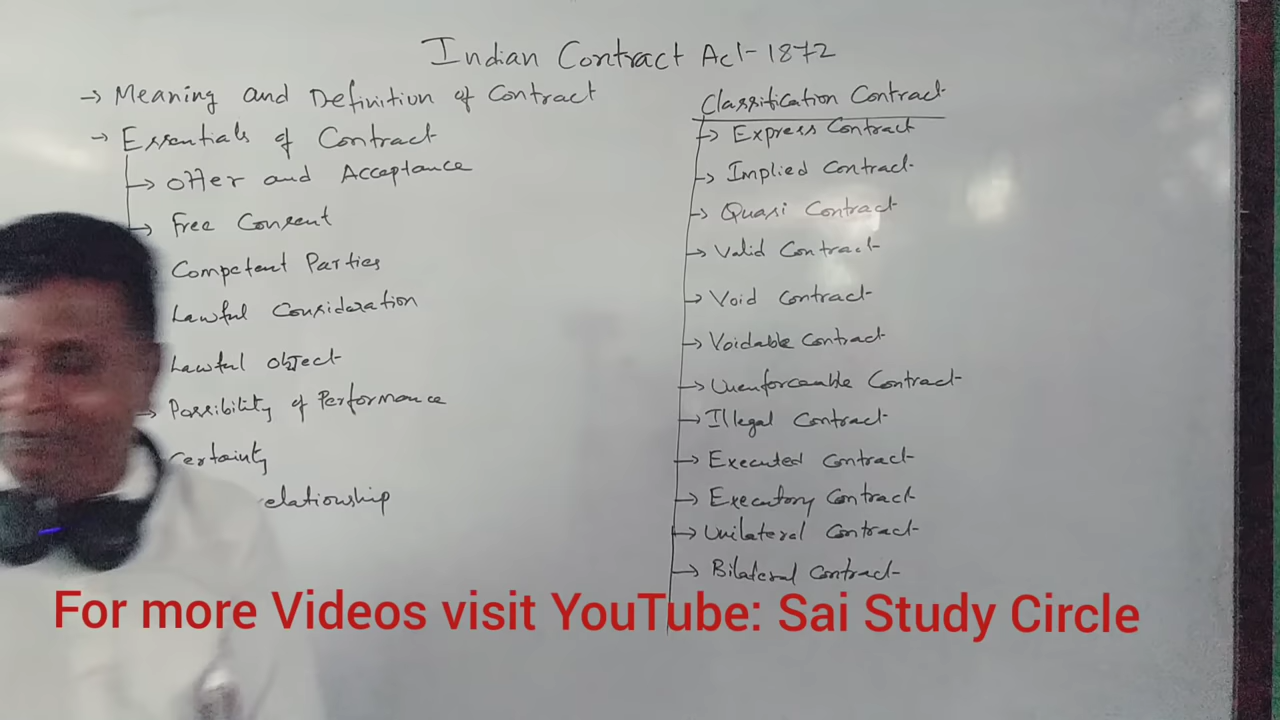 Indian Contract Act-1872
→ Meaning and Definition of Contract
→ Essentials of Contract
→ Offer and Acceptance
→ Free Consent
Competent Parties
Lawful Consideration
Lawful Object
→ Possibility of Performance
Certainty
elationship
Classification Contract
→ Express Contract
→ Implied Contract
→ Quasi Contract
→ Valid Contract
→ Void Contract
→ Voidable Contract
→ Unenforceable Contract
→ Illegal Contract
→ Executed Contract
→ Executory Contract
→ Unilateral Contract
→ Bilateral Contract
For more Videos visit YouTube: Sai Study Circle